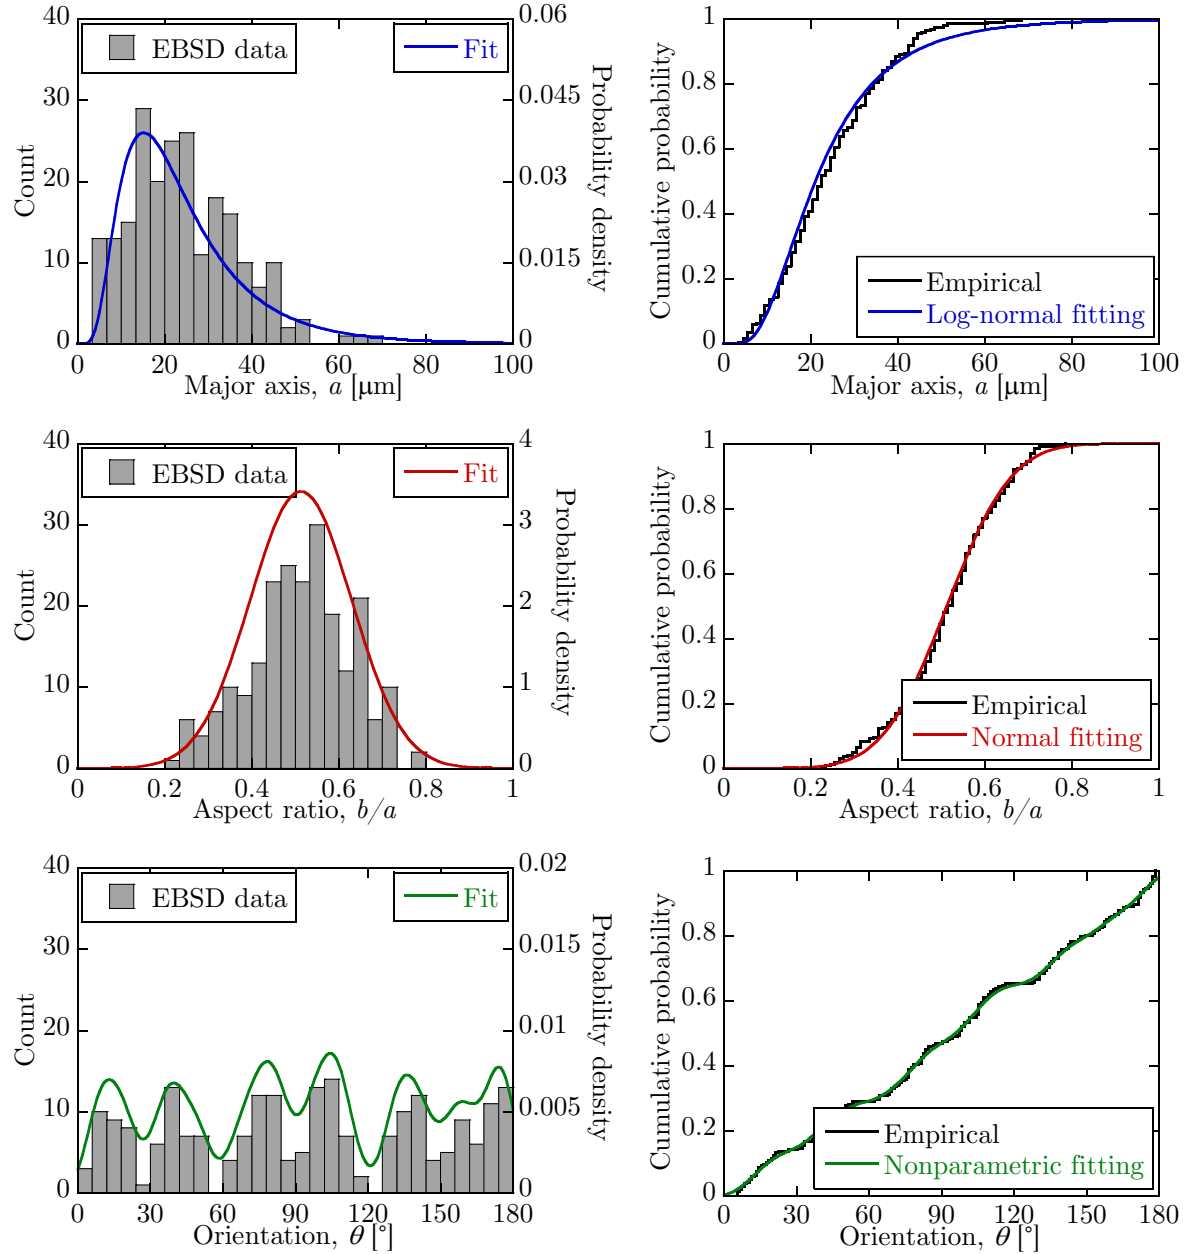 40
30
20
10
0
Count
EBSD data
Fit
0.06
0.045
0.03
0.015
0
Probability density
0 20 40 60 80 100
Major axis, a [μm]
1
0.8
0.6
0.4
0.2
0
Cumulative probability
Empirical
Log-normal fitting
0 20 40 60 80 100
Major axis, a [μm]
40
30
20
10
0
Count
EBSD data
Fit
4
3
2
1
0
Probability density
0 0.2 0.4 0.6 0.8 1
Aspect ratio, b/a
1
0.8
0.6
0.4
0.2
0
Cumulative probability
Empirical
Normal fitting
0 0.2 0.4 0.6 0.8 1
Aspect ratio, b/a
40
30
20
10
0
Count
EBSD data
Fit
0.02
0.015
0.01
0.005
0
Probability density
0 30 60 90 120 150 180
Orientation, θ [°]
1
0.8
0.6
0.4
0.2
0
Cumulative probability
Empirical
Nonparametric fitting
0 30 60 90 120 150 180
Orientation, θ [°]